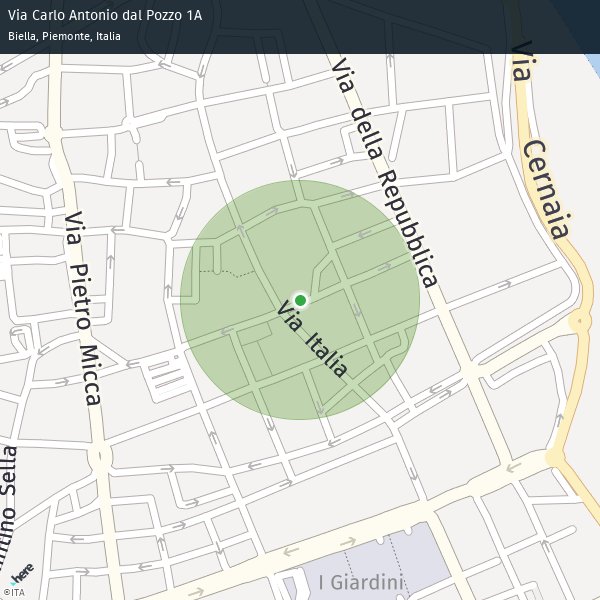 Via Carlo Antonio dal Pozzo 1A
Biella, Piemonte, Italia
Via della Repubblica
Via Cernaia
Via Pietro Micca
Via Italia
ntino Sella
I Giardini
here
©ITA